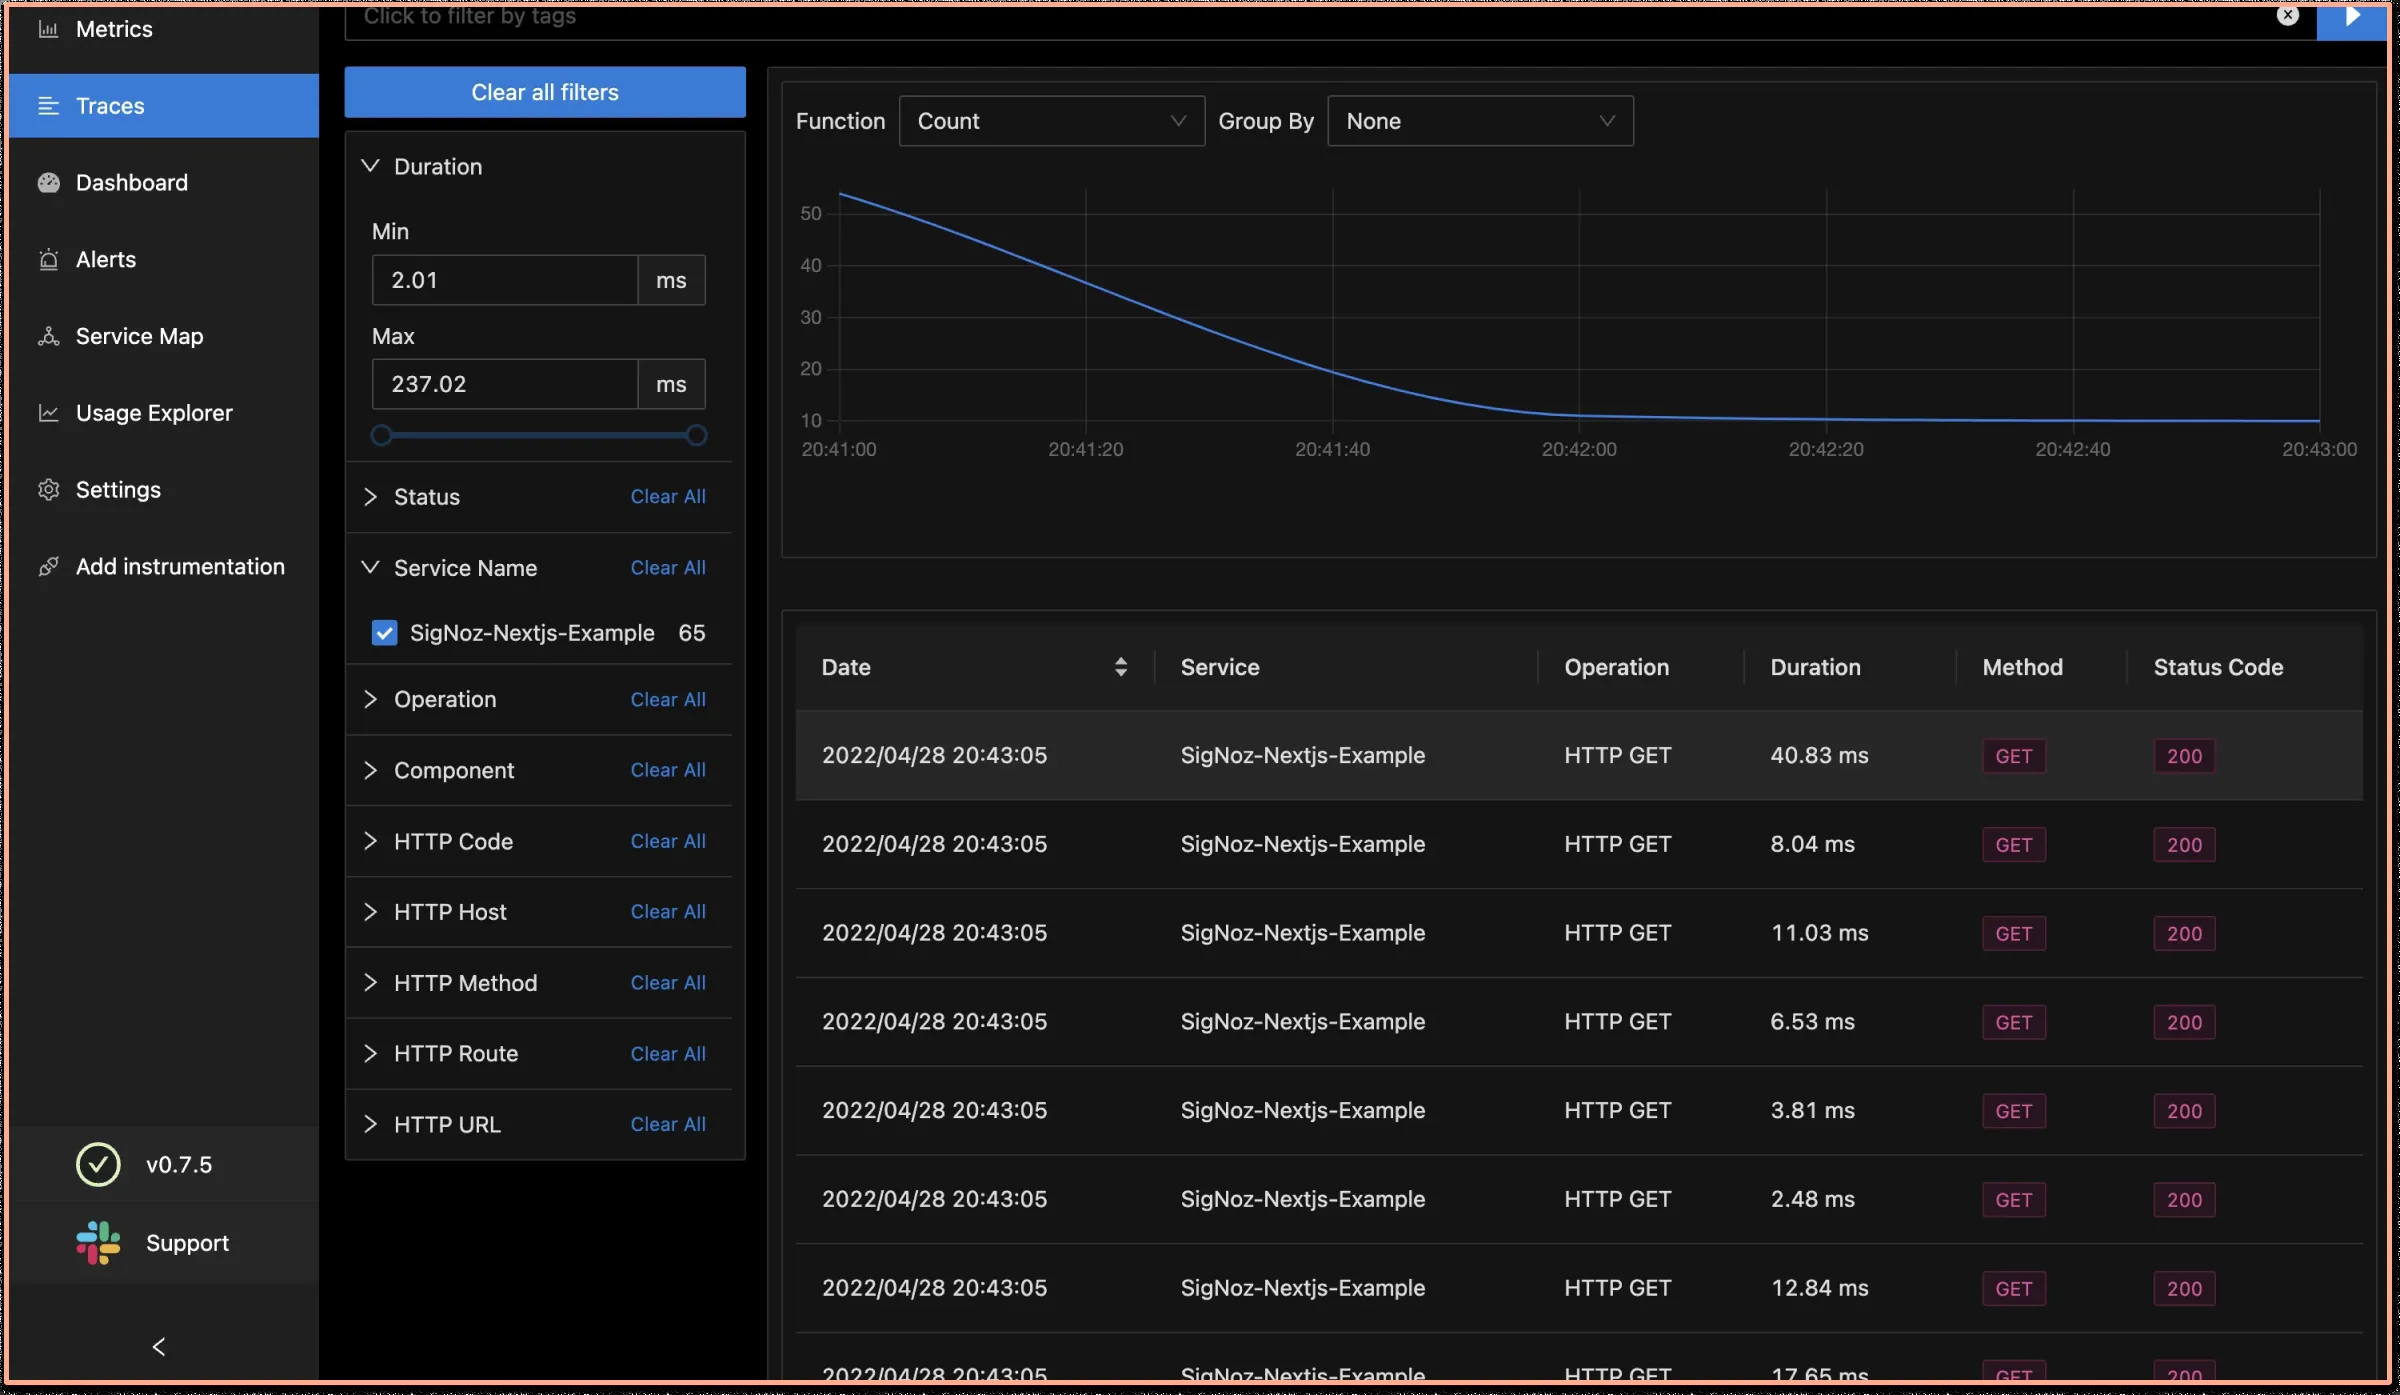 Metrics
Traces
Dashboard
Alerts
Service Map
Usage Explorer
Settings
Add instrumentation
v0.7.5
Support
Click to filter by tags
Clear all filters
Duration
Min
2.01 ms
Max
237.02 ms
Status Clear All
Service Name Clear All
SigNoz-Nextjs-Example 65
Operation Clear All
Component Clear All
HTTP Code Clear All
HTTP Host Clear All
HTTP Method Clear All
HTTP Route Clear All
HTTP URL Clear All
Function Count Group By None
50
40
30
20
10
20:41:00 20:41:20 20:41:40 20:42:00 20:42:20 20:42:40 20:43:00
Date Service Operation Duration Method Status Code
2022/04/28 20:43:05 SigNoz-Nextjs-Example HTTP GET 40.83 ms GET 200
2022/04/28 20:43:05 SigNoz-Nextjs-Example HTTP GET 8.04 ms GET 200
2022/04/28 20:43:05 SigNoz-Nextjs-Example HTTP GET 11.03 ms GET 200
2022/04/28 20:43:05 SigNoz-Nextjs-Example HTTP GET 6.53 ms GET 200
2022/04/28 20:43:05 SigNoz-Nextjs-Example HTTP GET 3.81 ms GET 200
2022/04/28 20:43:05 SigNoz-Nextjs-Example HTTP GET 2.48 ms GET 200
2022/04/28 20:43:05 SigNoz-Nextjs-Example HTTP GET 12.84 ms GET 200
2022/04/28 20:43:05 SigNoz-Nextjs-Example HTTP GET 17.65 ms GET 200